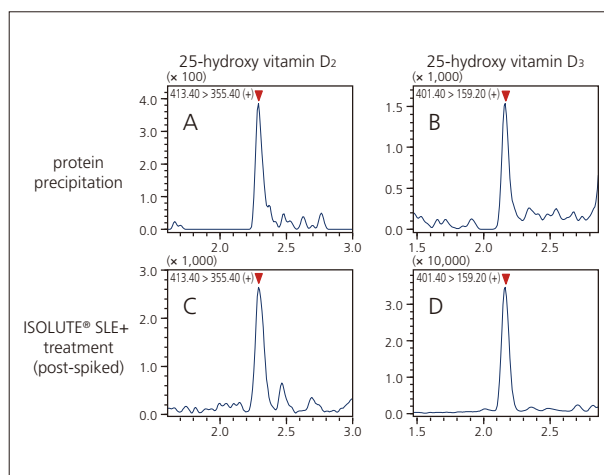 25-hydroxy vitamin D2 25-hydroxy vitamin D3
(× 100) (× 1,000)
413.40 > 355.40 (+) 401.40 > 159.20 (+)
A B
4.0
3.0
2.0
1.0
0.0
1.5
1.0
0.5
0.0
protein
precipitation
2.0 2.5 3.0 1.5 2.0 2.5
(× 1,000) (× 10,000)
413.40 > 355.40 (+) 401.40 > 159.20 (+)
C D
3.0
2.0
1.0
0.0
3.0
2.0
1.0
0.0
ISOLUTE® SLE+
treatment
(post-spiked)
2.0 2.5 3.0 1.5 2.0 2.5